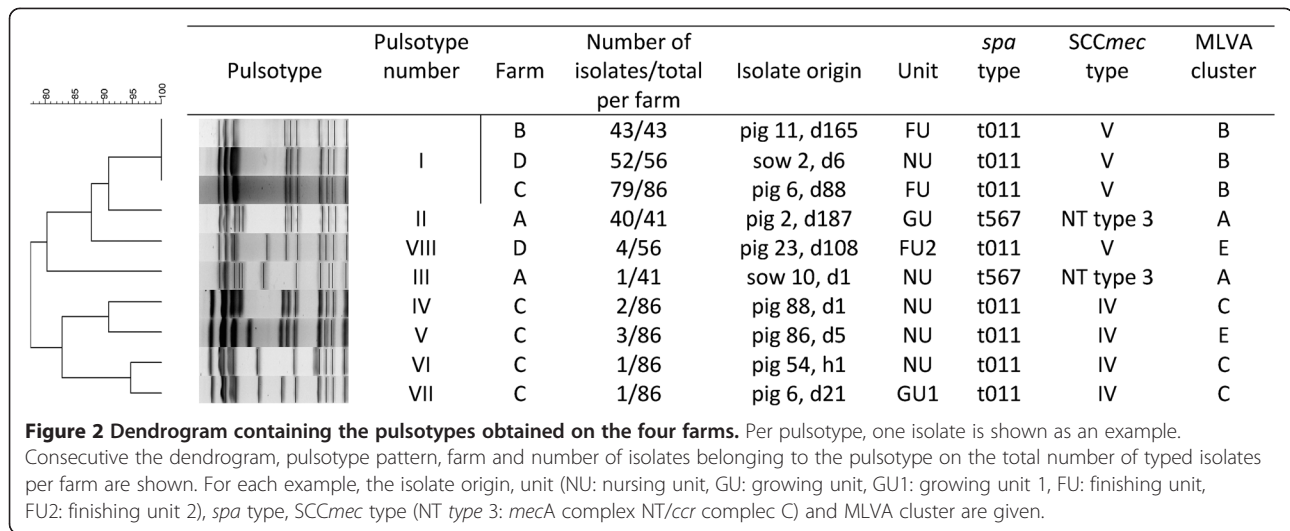 80 85 90 95 100
Pulsotype Pulsotype number Farm Number of isolates/total per farm Isolate origin Unit spa type SCCmec type MLVA cluster
I B 43/43 pig 11, d165 FU t011 V B
D 52/56 sow 2, d6 NU t011 V B
C 79/86 pig 6, d88 FU t011 V B
II A 40/41 pig 2, d187 GU t567 NT type 3 A
VIII D 4/56 pig 23, d108 FU2 t011 V E
III A 1/41 sow 10, d1 NU t567 NT type 3 A
IV C 2/86 pig 88, d1 NU t011 IV C
V C 3/86 pig 86, d5 NU t011 IV E
VI C 1/86 pig 54, h1 NU t011 IV C
VII C 1/86 pig 6, d21 GU1 t011 IV C
Figure 2 Dendrogram containing the pulsotypes obtained on the four farms. Per pulsotype, one isolate is shown as an example.
Consecutive the dendrogram, pulsotype pattern, farm and number of isolates belonging to the pulsotype on the total number of typed isolates
per farm are shown. For each example, the isolate origin, unit (NU: nursing unit, GU: growing unit, GU1: growing unit 1, FU: finishing unit,
FU2: finishing unit 2), spa type, SCCmec type (NT type 3: mecA complex NT/ccr complec C) and MLVA cluster are given.